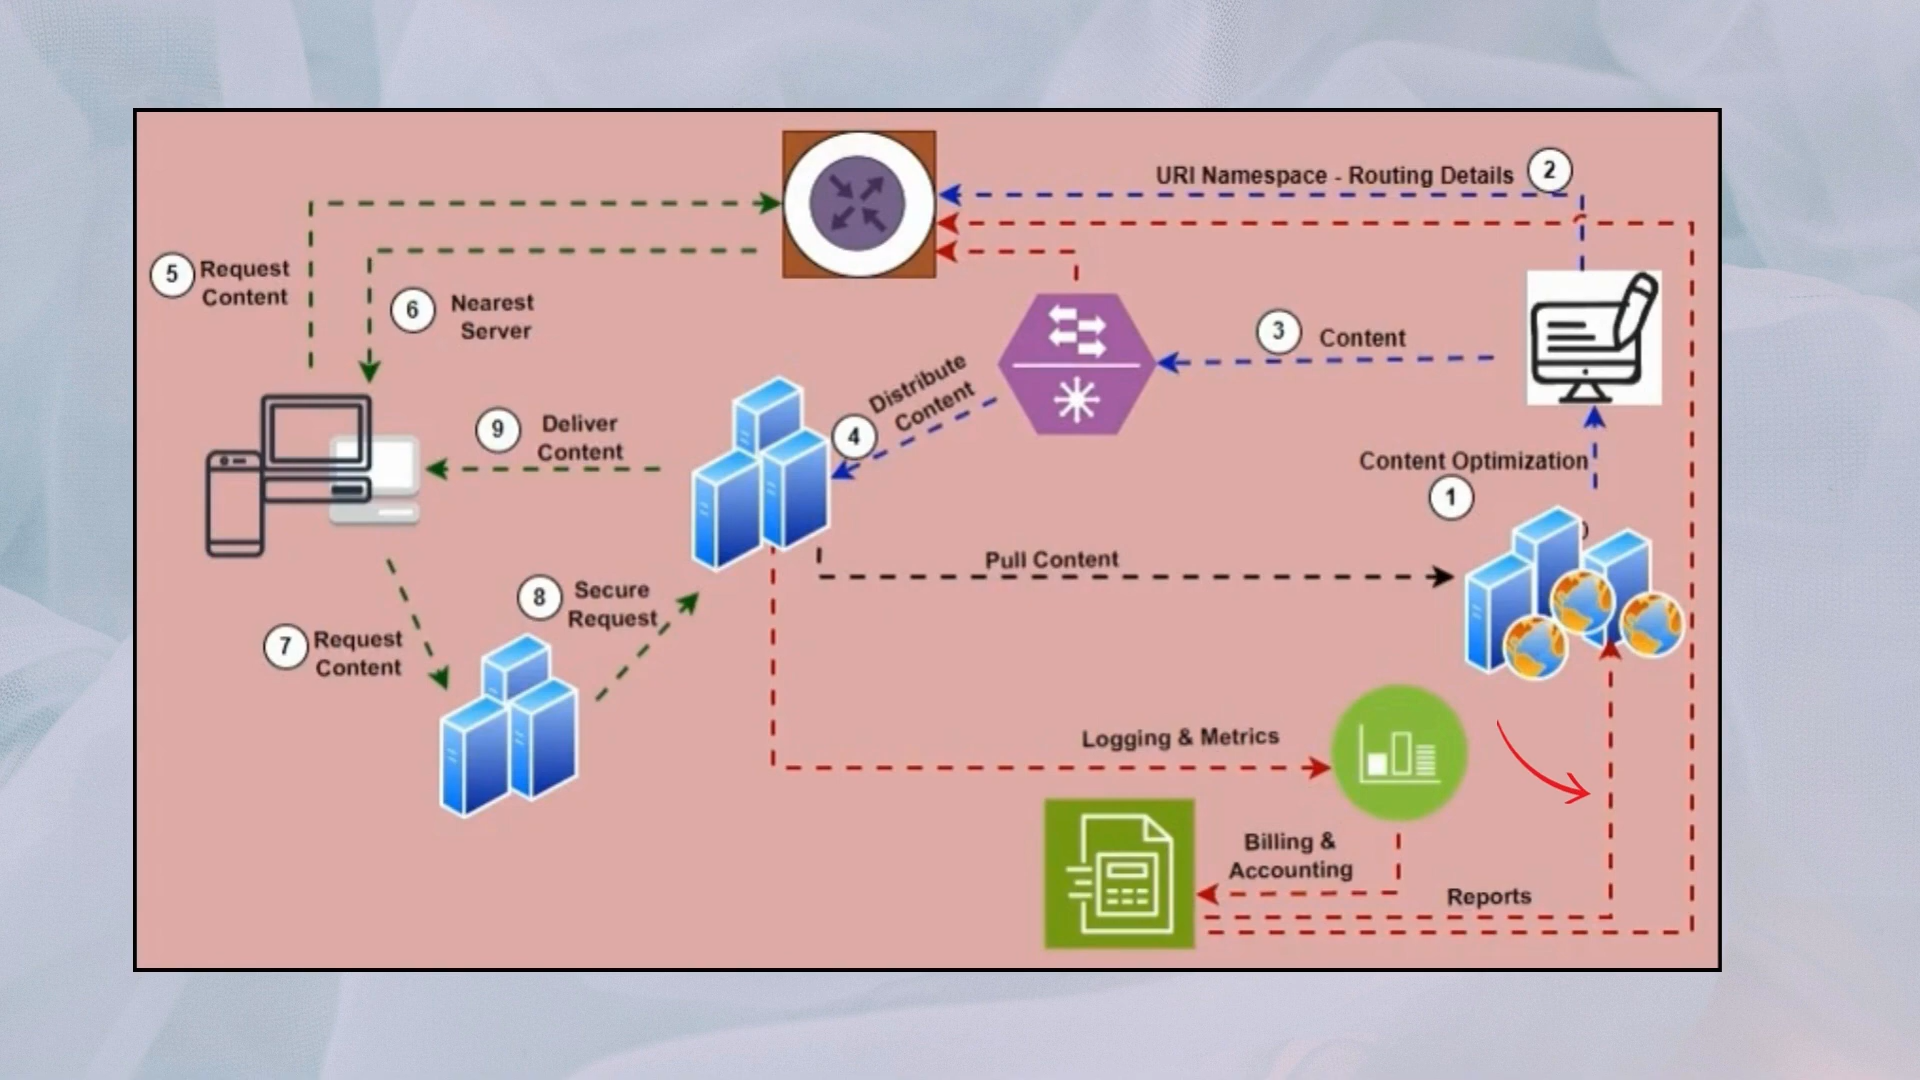 2
URI Namespace - Routing Details
5
Request
Content
6
Nearest
Server
3
Content
Distribute
Content
4
9
Deliver
Content
Content Optimization
1
Pull Content
8
Secure
Request
7
Request
Content
Logging & Metrics
Billing &
Accounting
Reports